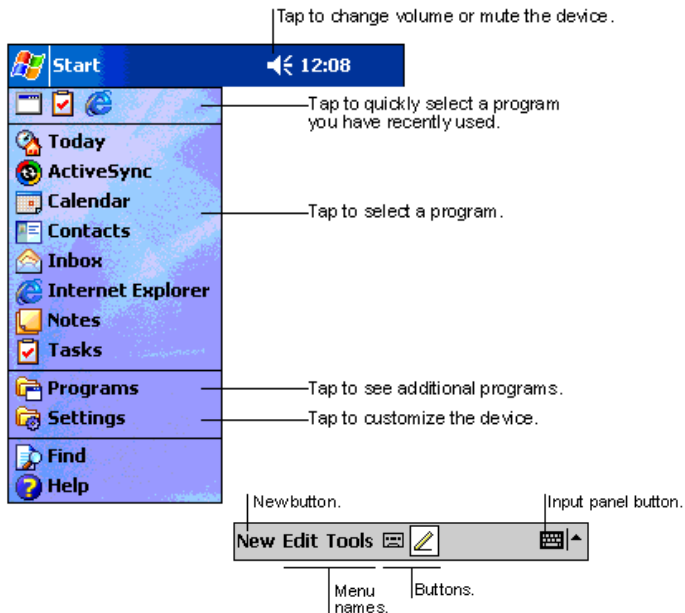 Tap to change volume or mute the device.
Start 12:08
Tap to quickly select a program
you have recently used.
Today
ActiveSync
Calendar
Tap to select a program.
Contacts
Inbox
Internet Explorer
Notes
Tasks
Programs
Tap to see additional programs.
Settings
Tap to customize the device.
Find
Help
New button.
Input panel button.
New Edit Tools
Menu
names.
Buttons.